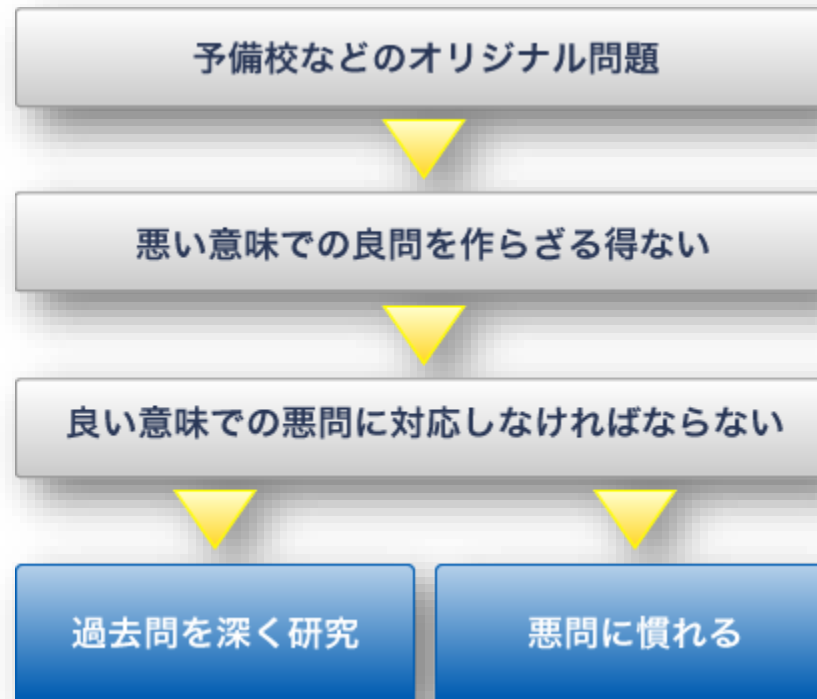 予備校などのオリジナル問題
悪い意味での良問を作らざる得ない
良い意味での悪問に対応しなければならない
過去問を深く研究
悪問に慣れる